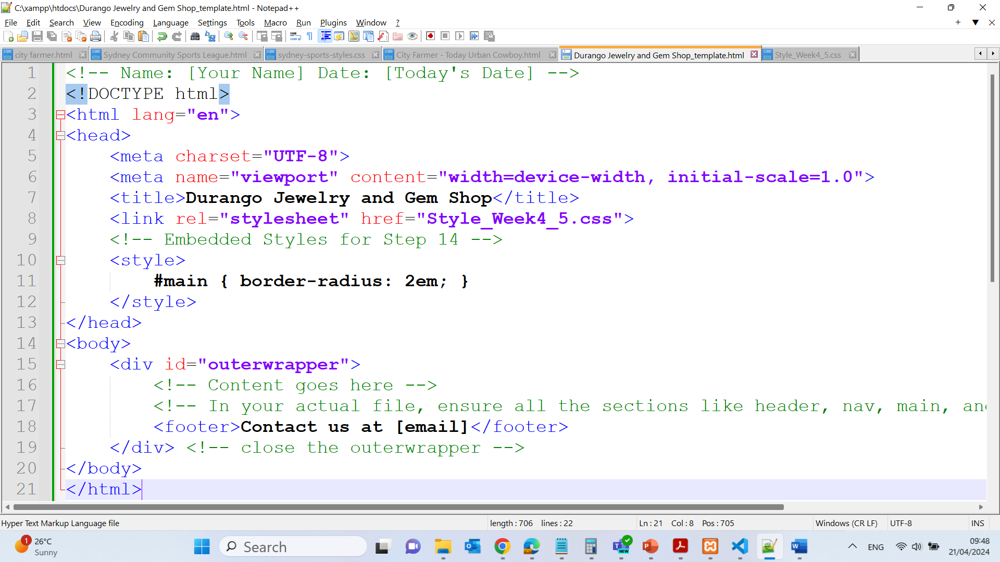 C:\xampp\htdocs\Durango Jewelry and Gem Shop_template.html - Notepad++
File Edit Search View Encoding Language Settings Tools Macro Run Plugins Window ?
city farmer.html Sydney Community Sports League.html sydney-sports-styles.css City Farmer - Today Urban Cowboy.html Durango Jewelry and Gem Shop_template.html Style_Week4_5.css
1 <!-- Name: [Your Name] Date: [Today's Date] -->
2 <!DOCTYPE html>
3 <html lang="en">
4 <head>
5 <meta charset="UTF-8">
6 <meta name="viewport" content="width=device-width, initial-scale=1.0">
7 <title>Durango Jewelry and Gem Shop</title>
8 <link rel="stylesheet" href="Style_Week4_5.css">
9 <!-- Embedded Styles for Step 14 -->
10 <style>
11 #main { border-radius: 2em; }
12 </style>
13 </head>
14 <body>
15 <div id="outerwrapper">
16 <!-- Content goes here -->
17 <!-- In your actual file, ensure all the sections like header, nav, main, an
18 <footer>Contact us at [email]</footer>
19 </div> <!-- close the outerwrapper -->
20 </body>
21 </html>
Hyper Text Markup Language file length : 706 lines : 22 Ln : 21 Col : 8 Pos : 705 Windows (CR LF) UTF-8 INS
1 26°C
Sunny
Search
NEW
ENG
09:48
21/04/2024